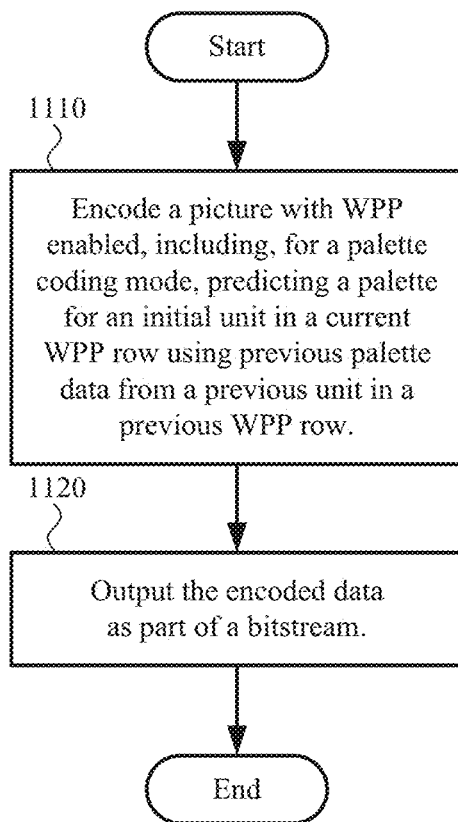 Start
1110
Encode a picture with WPP
enabled, including, for a palette
coding mode, predicting a palette
for an initial unit in a current
WPP row using previous palette
data from a previous unit in a
previous WPP row.
1120
Output the encoded data
as part of a bitstream.
End